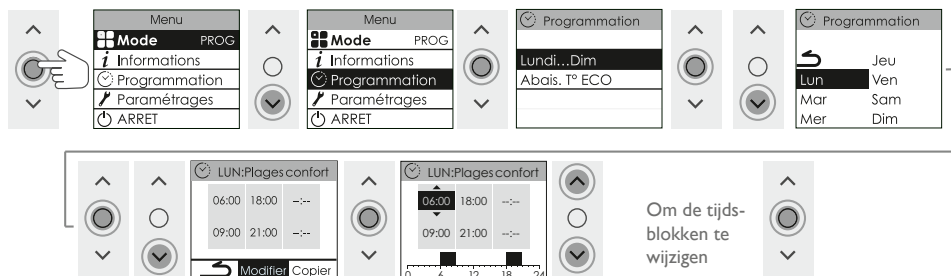 Menu
Mode PROG
i Informations
Programmation
Paramétrages
ARRET
Menu
Mode PROG
i Informations
Programmation
Paramétrages
ARRET
Programmation
Lundi...Dim
Abais. T° ECO
Programmation
Jeu
Lun Ven
Mar Sam
Mer Dim
LUN:Plages confort
06:00 18:00 --:--
09:00 21:00 --:--
Modifier Copier
LUN:Plages confort
06:00 18:00 --:--
09:00 21:00 --:--
0 6 12 18 24
Om de tijds-
blokken te
wijzigen